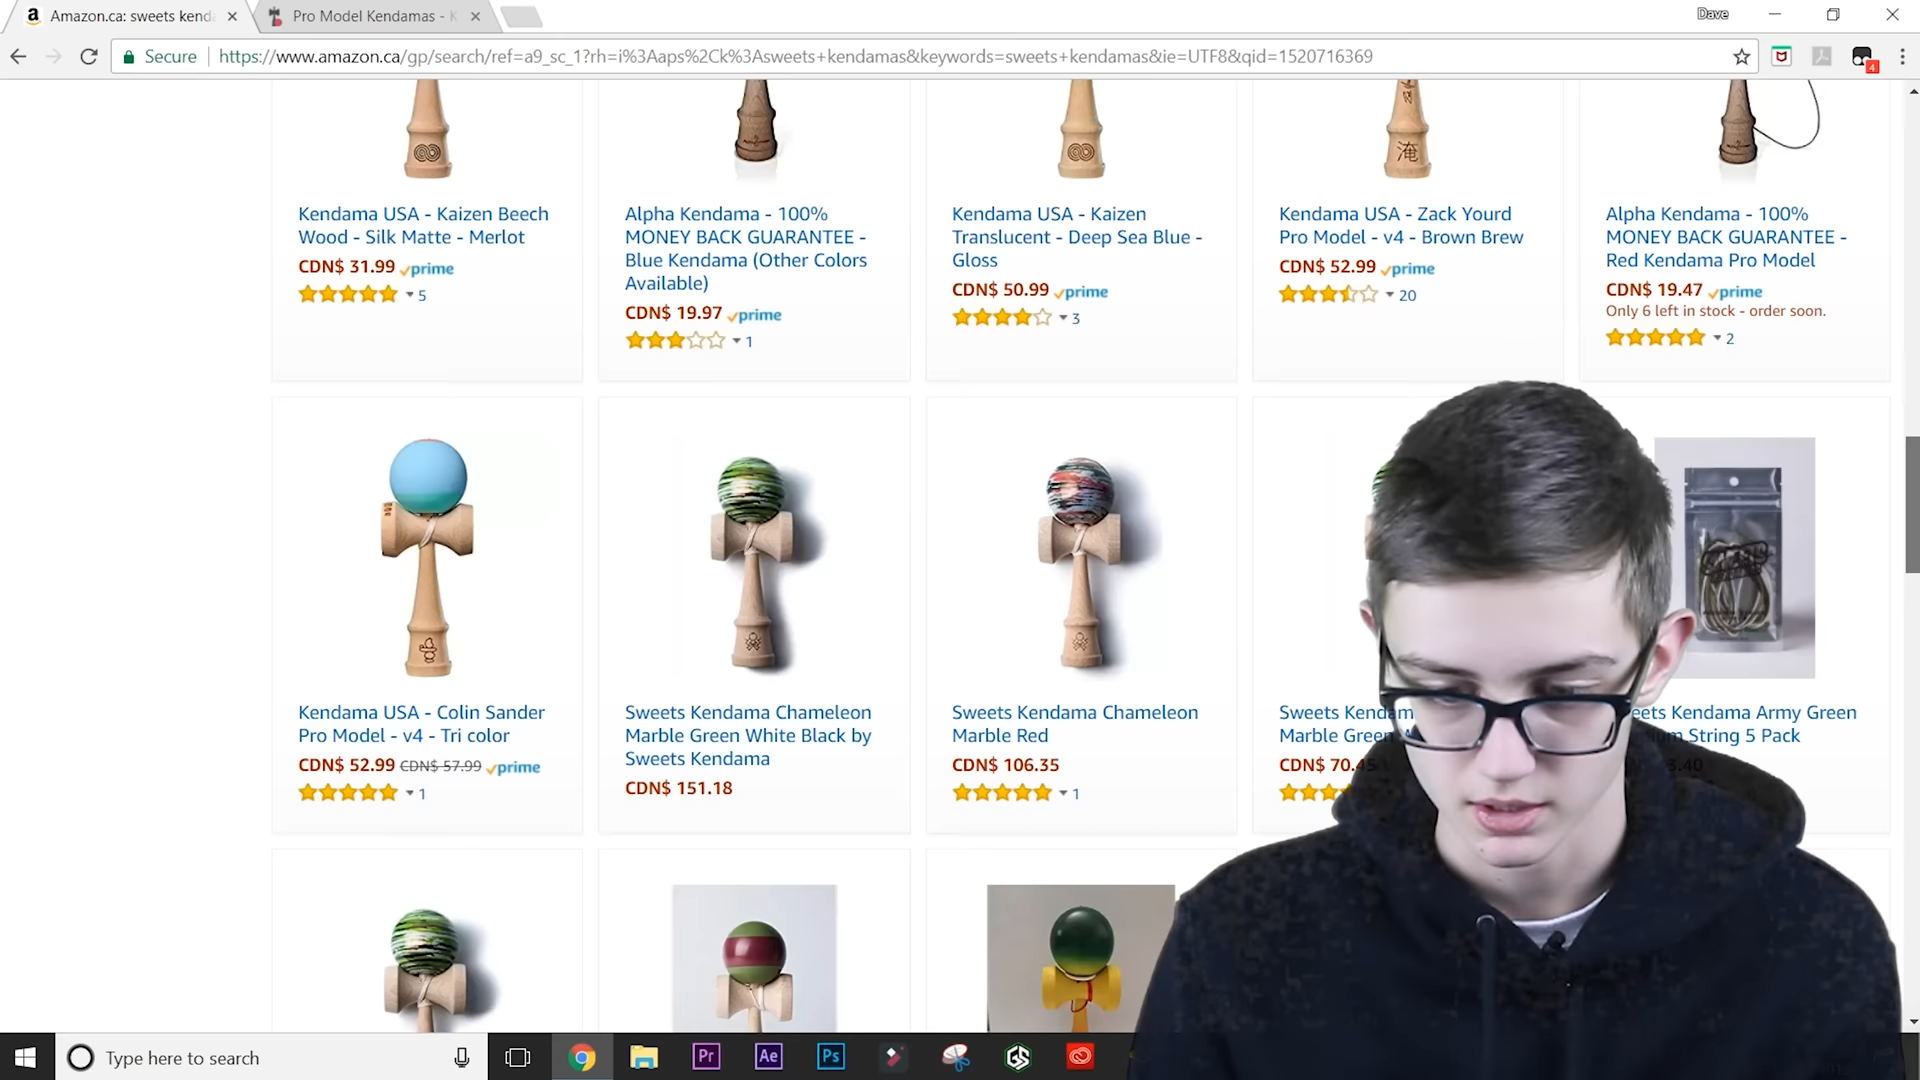 Amazon.ca: sweets kend
Pro Model Kendamas - K
Dave
Secure
https://www.amazon.ca/gp/search/ref=a9_sc_1?rh=i%3Aaps%2Ck%3Asweets+kendamas&keywords=sweets+kendamas&ie=UTF8&qid=1520716369
4
Kendama USA - Kaizen Beech
Wood - Silk Matte - Merlot
CDN$ 31.99 prime
5
Alpha Kendama - 100%
MONEY BACK GUARANTEE -
Blue Kendama (Other Colors
Available)
CDN$ 19.97 prime
1
Kendama USA - Kaizen
Translucent - Deep Sea Blue -
Gloss
CDN$ 50.99 prime
3
淹
Kendama USA - Zack Yourd
Pro Model - v4 - Brown Brew
CDN$ 52.99 prime
20
Alpha Kendama - 100%
MONEY BACK GUARANTEE -
Red Kendama Pro Model
CDN$ 19.47 prime
Only 6 left in stock - order soon.
2
Kendama USA - Colin Sander
Pro Model - v4 - Tri color
CDN$ 52.99 CDN$ 57.99 prime
1
Sweets Kendama Chameleon
Marble Green White Black by
Sweets Kendama
CDN$ 151.18
Sweets Kendama Chameleon
Marble Red
CDN$ 106.35
1
Sweets Kendam
Marble Green
CDN$ 70.45
eets Kendama Army Green
String 5 Pack
3.40
Type here to search
Pr
Ae
Ps
GS